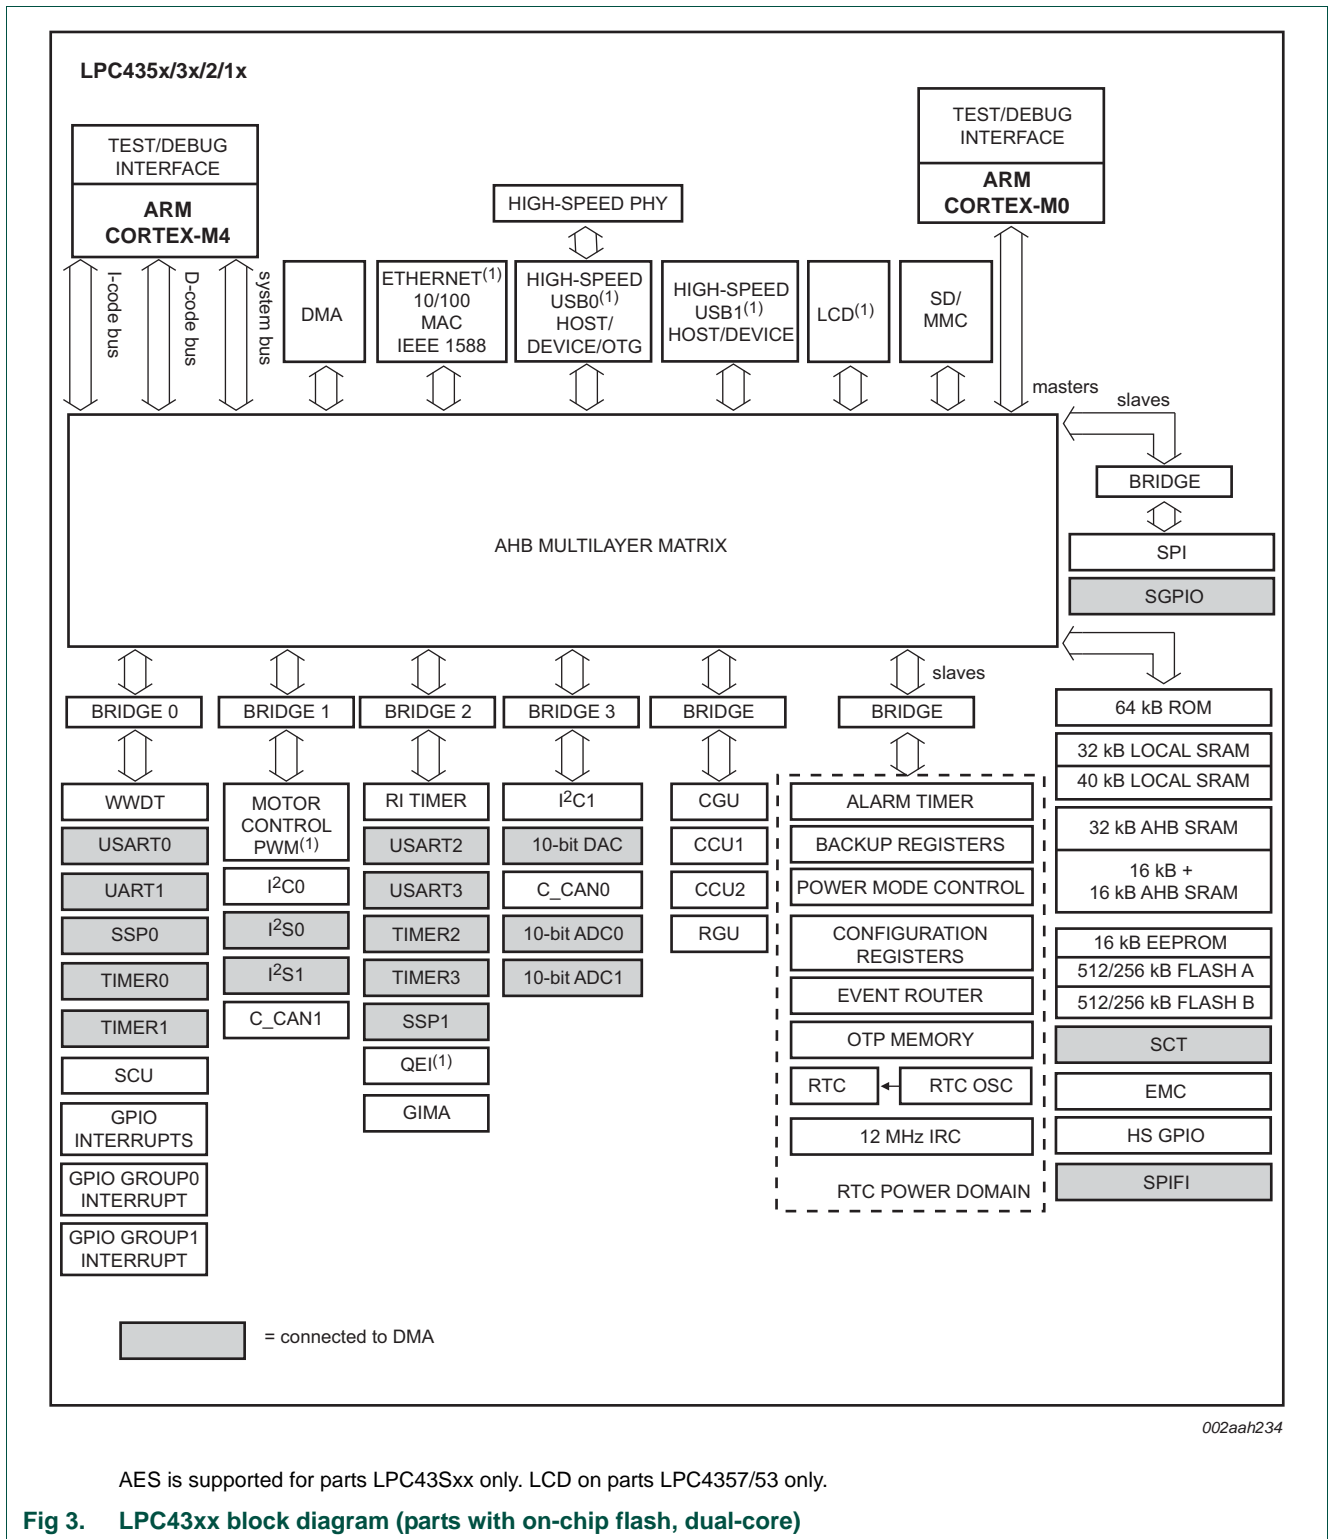 LPC435x/3x/2/1x
TEST/DEBUG
INTERFACE
ARM
CORTEX-M4
TEST/DEBUG
INTERFACE
ARM
CORTEX-M0
HIGH-SPEED PHY
I-code bus
D-code bus
system bus
DMA
ETHERNET(1)
10/100
MAC
IEEE 1588
HIGH-SPEED
USB0(1)
HOST/
DEVICE/OTG
HIGH-SPEED
USB1(1)
HOST/DEVICE
LCD(1)
SD/
MMC
masters
slaves
BRIDGE
SPI
SGPIO
AHB MULTILAYER MATRIX
slaves
BRIDGE 0
BRIDGE 1
BRIDGE 2
BRIDGE 3
BRIDGE
BRIDGE
WWDT
USART0
UART1
SSP0
TIMER0
TIMER1
SCU
GPIO
INTERRUPTS
GPIO GROUP0
INTERRUPT
GPIO GROUP1
INTERRUPT
MOTOR
CONTROL
PWM(1)
I2C0
I2S0
I2S1
C_CAN1
RI TIMER
USART2
USART3
TIMER2
TIMER3
SSP1
QEI(1)
GIMA
I2C1
10-bit DAC
C_CAN0
10-bit ADC0
10-bit ADC1
CGU
CCU1
CCU2
RGU
ALARM TIMER
BACKUP REGISTERS
POWER MODE CONTROL
CONFIGURATION
REGISTERS
EVENT ROUTER
OTP MEMORY
RTC
RTC OSC
12 MHz IRC
RTC POWER DOMAIN
64 kB ROM
32 kB LOCAL SRAM
40 kB LOCAL SRAM
32 kB AHB SRAM
16 kB +
16 kB AHB SRAM
16 kB EEPROM
512/256 kB FLASH A
512/256 kB FLASH B
SCT
EMC
HS GPIO
SPIFI
= connected to DMA
002aah234
AES is supported for parts LPC43Sxx only. LCD on parts LPC4357/53 only.
Fig 3. LPC43xx block diagram (parts with on-chip flash, dual-core)